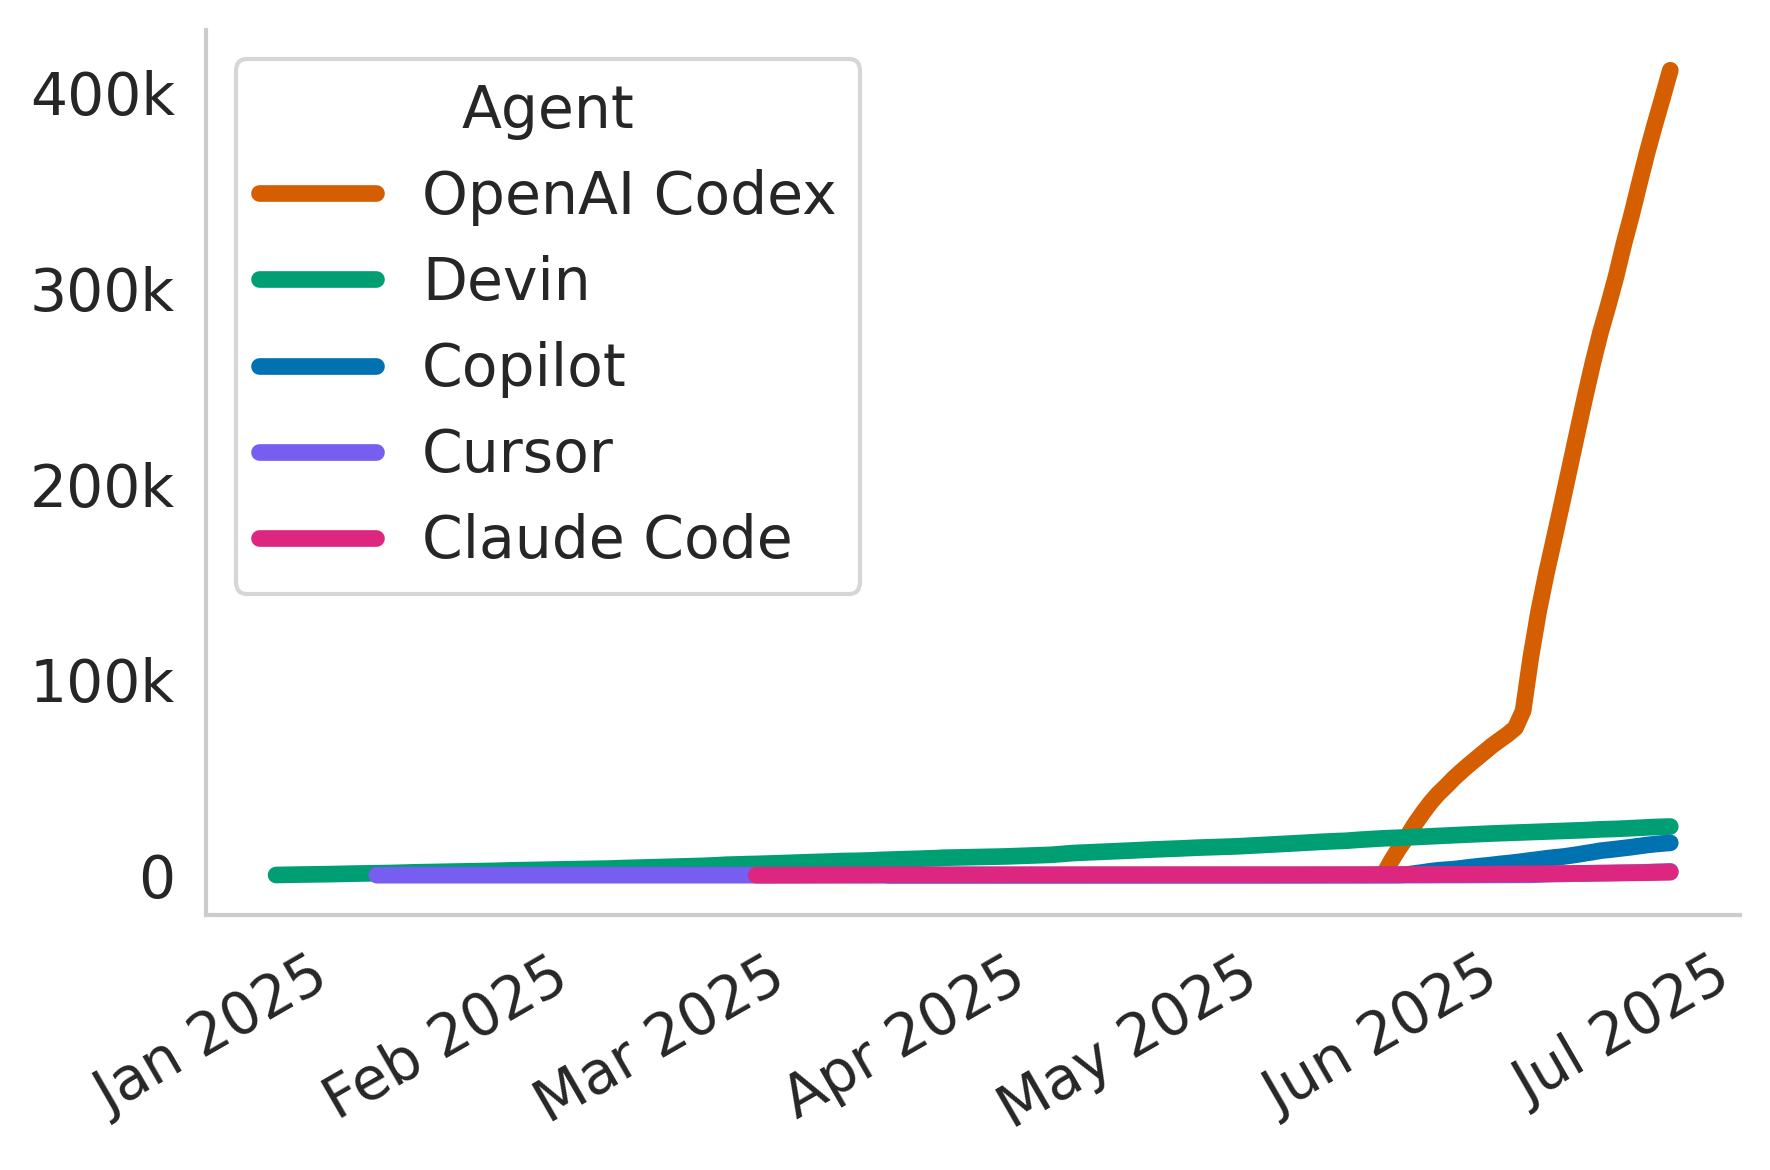 400k
300k
200k
100k
0
Agent
OpenAI Codex
Devin
Copilot
Cursor
Claude Code
Jan 2025
Feb 2025
Mar 2025
Apr 2025
May 2025
Jun 2025
Jul 2025